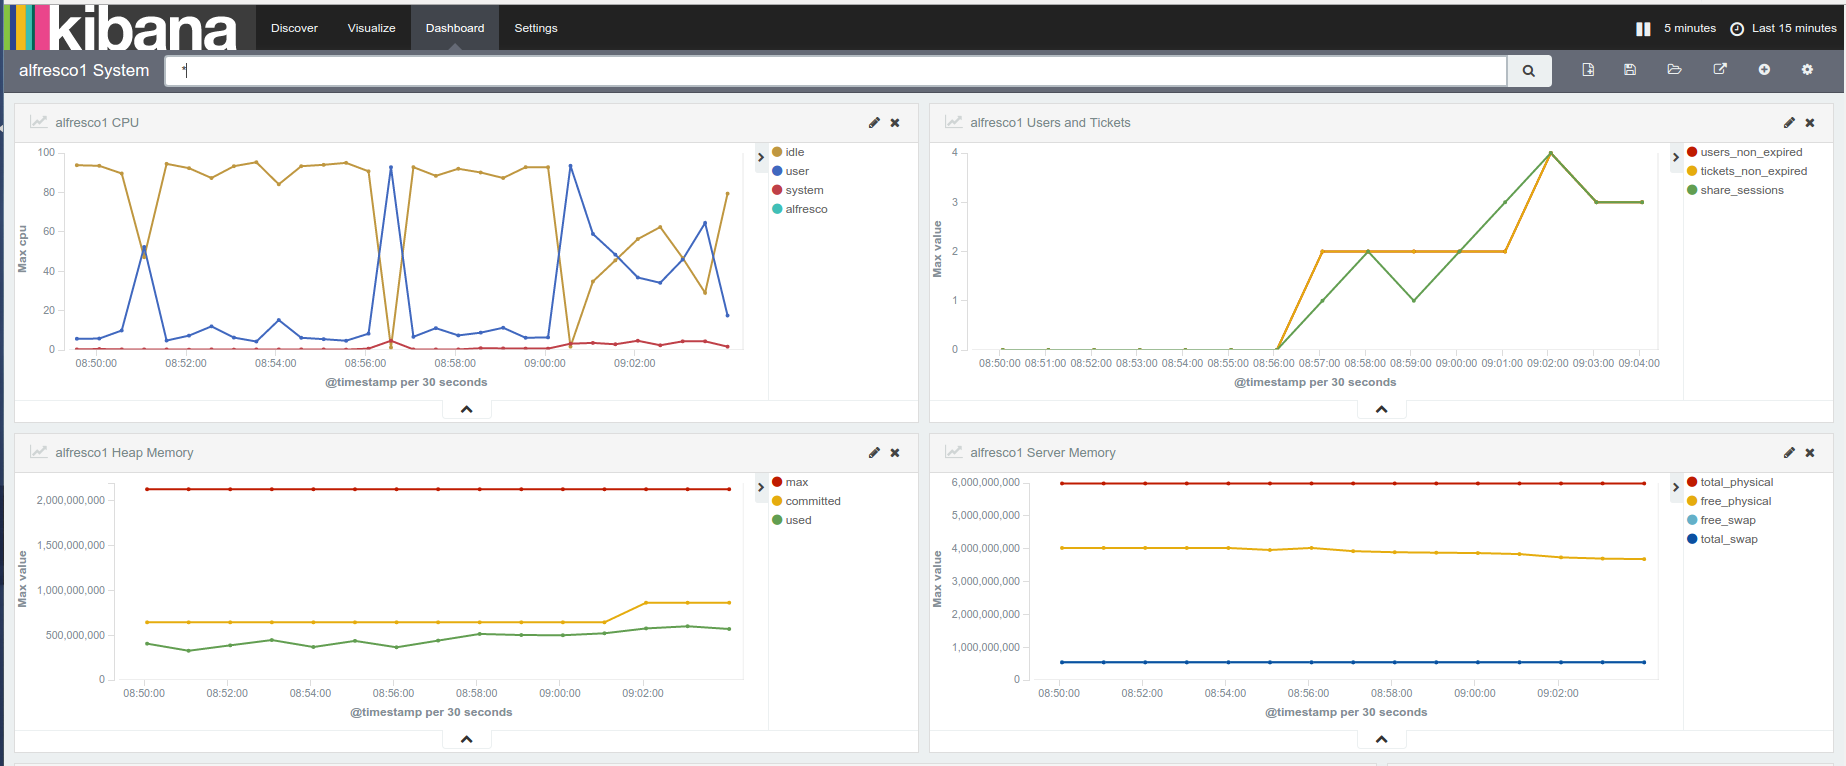 kibana
Discover Visualize Dashboard Settings 5 minutes Last 15 minutes
alfresco1 System *
alfresco1 CPU
100
80
60
40
20
0
Max cpu
08:50:00 08:52:00 08:54:00 08:56:00 08:58:00 09:00:00 09:02:00
@timestamp per 30 seconds
idle
user
system
alfresco
alfresco1 Users and Tickets
4
3
2
1
0
Max value
08:50:00 08:51:00 08:52:00 08:53:00 08:54:00 08:55:00 08:56:00 08:57:00 08:58:00 08:59:00 09:00:00 09:01:00 09:02:00 09:03:00 09:04:00
@timestamp per 30 seconds
users_non_expired
tickets_non_expired
share_sessions
alfresco1 Heap Memory
2,000,000,000
1,500,000,000
1,000,000,000
500,000,000
0
Max value
08:50:00 08:52:00 08:54:00 08:56:00 08:58:00 09:00:00 09:02:00
@timestamp per 30 seconds
max
committed
used
alfresco1 Server Memory
6,000,000,000
5,000,000,000
4,000,000,000
3,000,000,000
2,000,000,000
1,000,000,000
0
Max value
08:50:00 08:52:00 08:54:00 08:56:00 08:58:00 09:00:00 09:02:00
@timestamp per 30 seconds
total_physical
free_physical
free_swap
total_swap